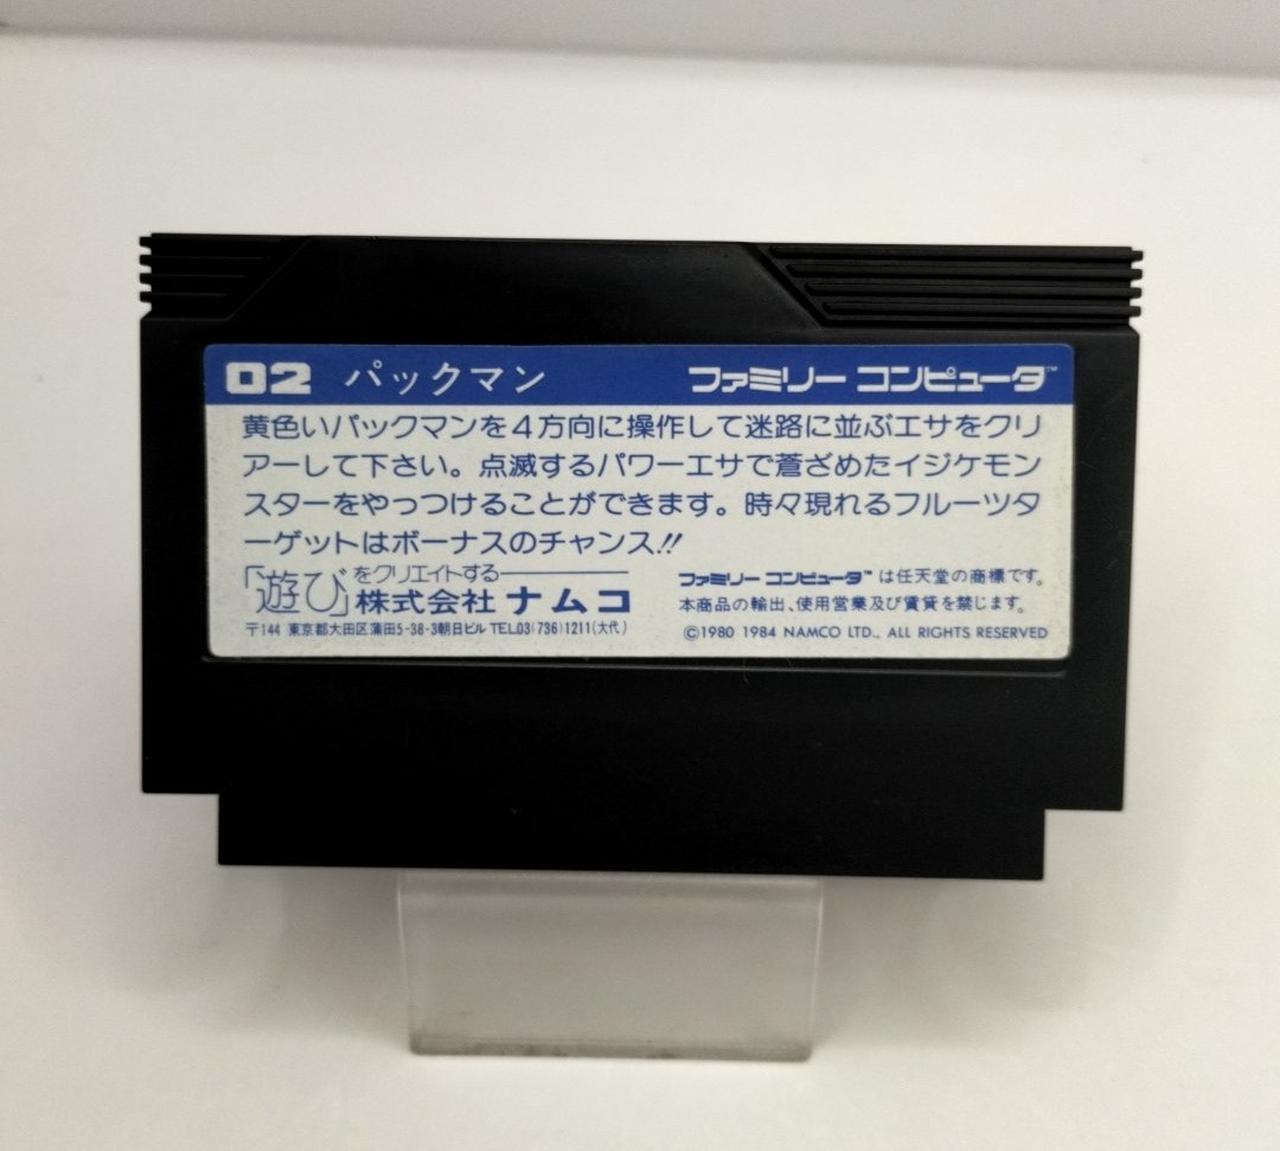 02 パックマン ファミリー コンピュータ™
黄色いパックマンを4方向に操作して迷路に並ぶエサをクリ
アーして下さい。点滅するパワーエサで蒼ざめたイジケモン
スターをやっつけることができます。時々現れるフルーツタ
ーゲットはボーナスのチャンス!!
「遊び」をクリエイトする
株式会社 ナムコ
〒144 東京都大田区蒲田5-38-3朝日ビル TEL03(736)1211(大代)
ファミリー コンピュータ™ は任天堂の商標です。
本商品の輸出、使用営業及び賃貸を禁じます。
©1980 1984 NAMCO LTD., ALL RIGHTS RESERVED